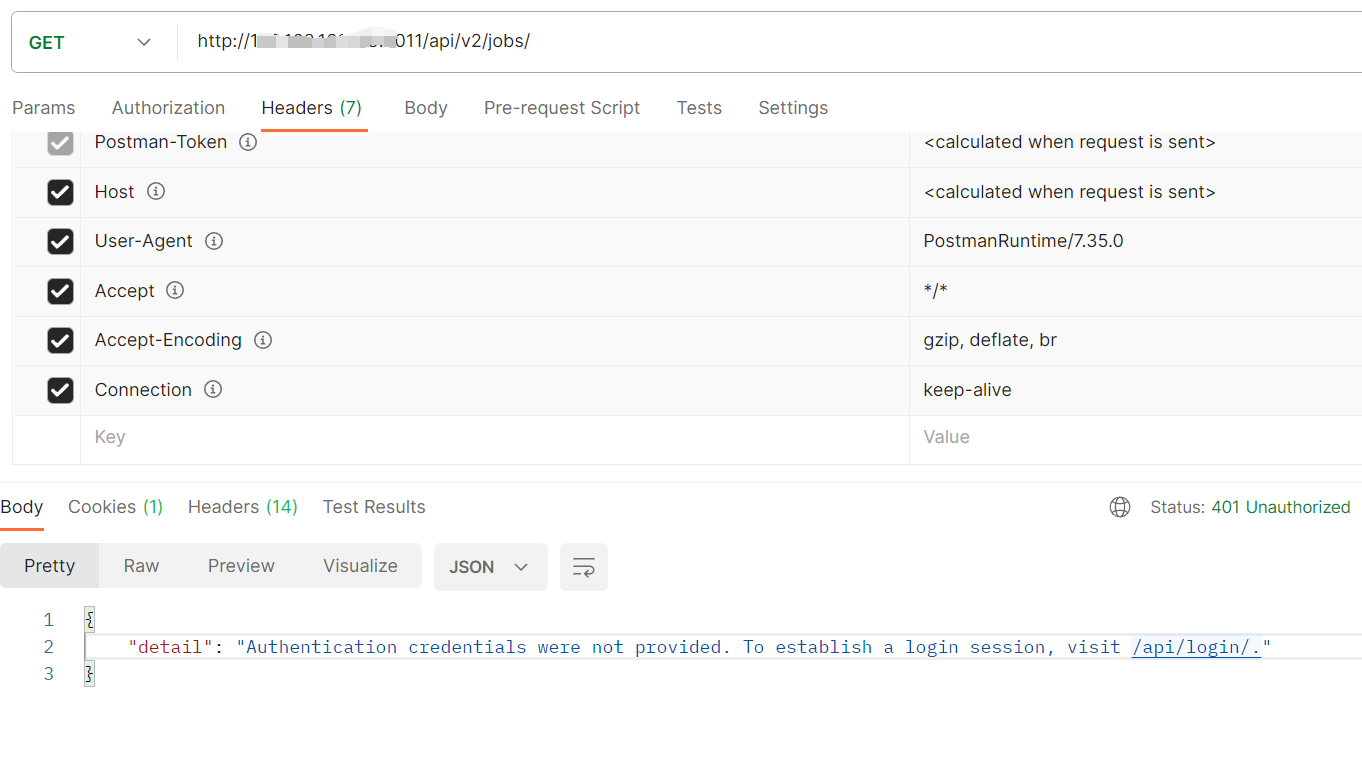 GET http://1 011/api/v2/jobs/
Params Authorization Headers (7) Body Pre-request Script Tests Settings
Postman-Token <calculated when request is sent>
Host <calculated when request is sent>
User-Agent PostmanRuntime/7.35.0
Accept */*
Accept-Encoding gzip, deflate, br
Connection keep-alive
Key Value
Body Cookies (1) Headers (14) Test Results Status: 401 Unauthorized
Pretty Raw Preview Visualize JSON
1 {
2 "detail": "Authentication credentials were not provided. To establish a login session, visit /api/login/."
3 }